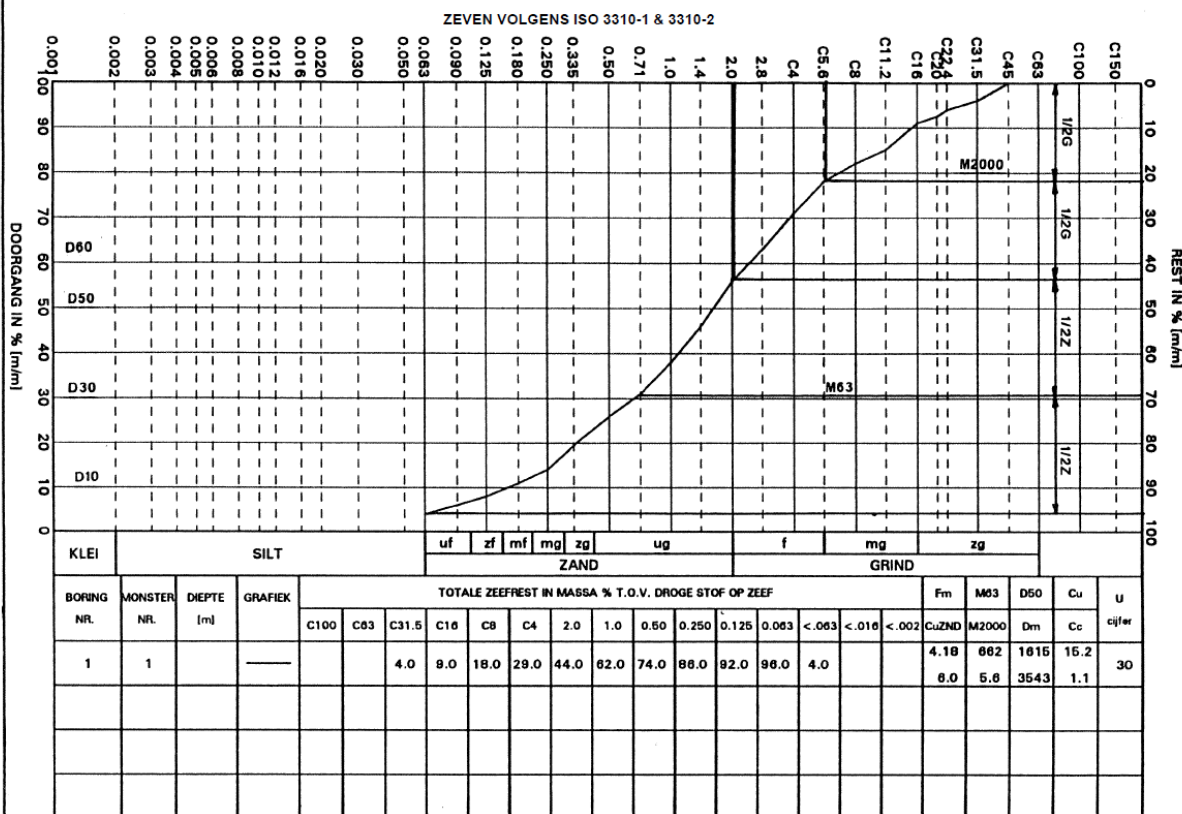 ZEVEN VOLGENS ISO 3310-1 & 3310-2
0.001 0.002 0.003 0.004 0.005 0.006 0.008 0.010 0.012 0.016 0.020 0.030 0.050 0.063 0.090 0.125 0.180 0.250 0.335 0.50 0.71 1.0 1.4 2.0 2.8 C4 C5.6 C8 C11.2 C16 C20 C22.4 C31.5 C45 C63 C100 C150
100 90 80 70 60 50 40 30 20 10 0
DOORGANG IN % [m/m]
0 10 20 30 40 50 60 70 80 90 100
REST IN % [m/m]
1/2G
M2000
1/2G
D60
D50
1/2Z
D30
M63
1/2Z
D10
KLEI SILT uf zf mf mg zg ug f mg zg
ZAND GRIND
BORING NR. MONSTER NR. DIEPTE [m] GRAFIEK TOTALE ZEEFREST IN MASSA % T.O.V. DROGE STOF OP ZEEF Fm M63 D50 Cu U cijfer
C100 C63 C31.5 C16 C8 C4 2.0 1.0 0.50 0.250 0.125 0.063 <.063 <.016 <.002 CuZND M2000 Dm Cc
1 1 4.0 9.0 18.0 29.0 44.0 62.0 74.0 86.0 92.0 96.0 4.0 4.18 662 1615 15.2 30
6.0 5.6 3543 1.1